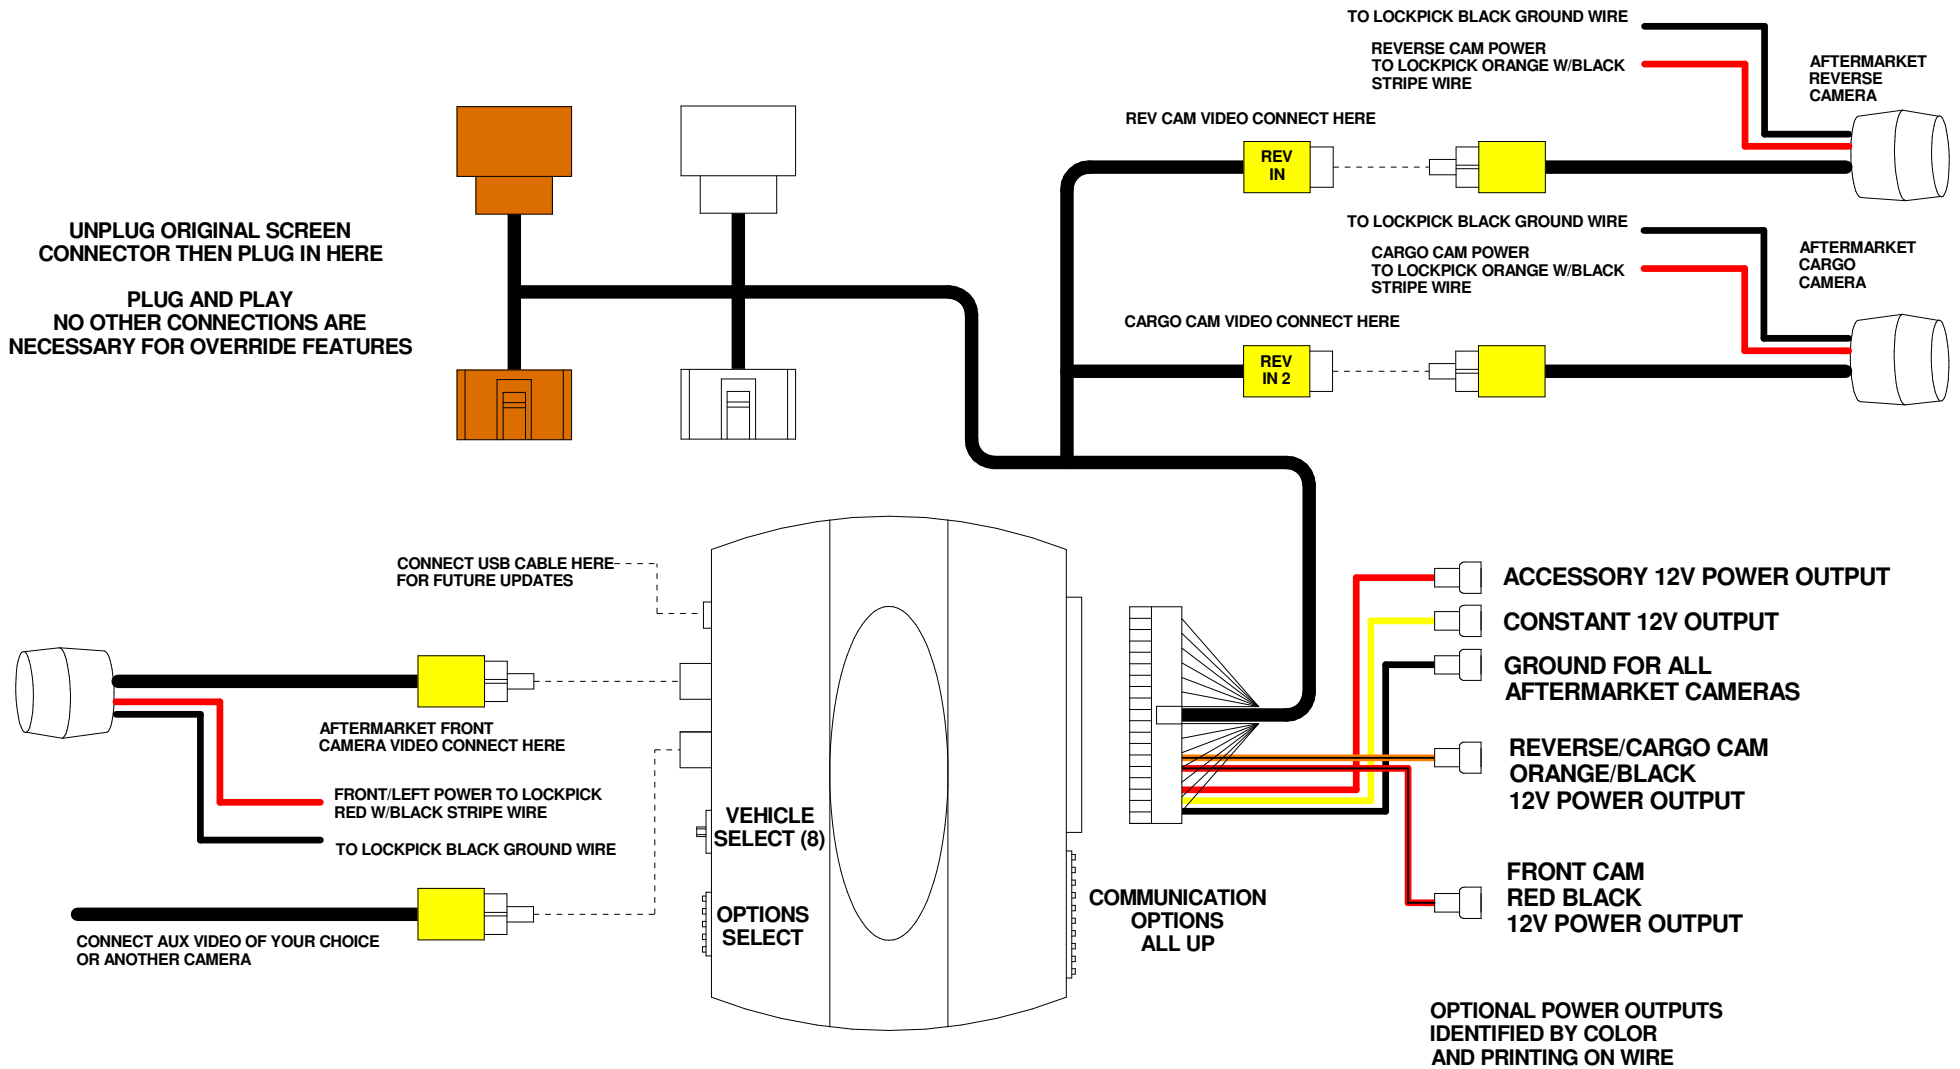 TO LOCKPICK BLACK GROUND WIRE
REVERSE CAM POWER
TO LOCKPICK ORANGE W/BLACK
STRIPE WIRE
AFTERMARKET
REVERSE
CAMERA
REV CAM VIDEO CONNECT HERE
REV
IN
TO LOCKPICK BLACK GROUND WIRE
CARGO CAM POWER
TO LOCKPICK ORANGE W/BLACK
STRIPE WIRE
AFTERMARKET
CARGO
CAMERA
CARGO CAM VIDEO CONNECT HERE
REV
IN 2
UNPLUG ORIGINAL SCREEN
CONNECTOR THEN PLUG IN HERE
PLUG AND PLAY
NO OTHER CONNECTIONS ARE
NECESSARY FOR OVERRIDE FEATURES
CONNECT USB CABLE HERE
FOR FUTURE UPDATES
AFTERMARKET FRONT
CAMERA VIDEO CONNECT HERE
FRONT/LEFT POWER TO LOCKPICK
RED W/BLACK STRIPE WIRE
TO LOCKPICK BLACK GROUND WIRE
CONNECT AUX VIDEO OF YOUR CHOICE
OR ANOTHER CAMERA
VEHICLE
SELECT (8)
OPTIONS
SELECT
COMMUNICATION
OPTIONS
ALL UP
ACCESSORY 12V POWER OUTPUT
CONSTANT 12V OUTPUT
GROUND FOR ALL
AFTERMARKET CAMERAS
REVERSE/CARGO CAM
ORANGE/BLACK
12V POWER OUTPUT
FRONT CAM
RED BLACK
12V POWER OUTPUT
OPTIONAL POWER OUTPUTS
IDENTIFIED BY COLOR
AND PRINTING ON WIRE